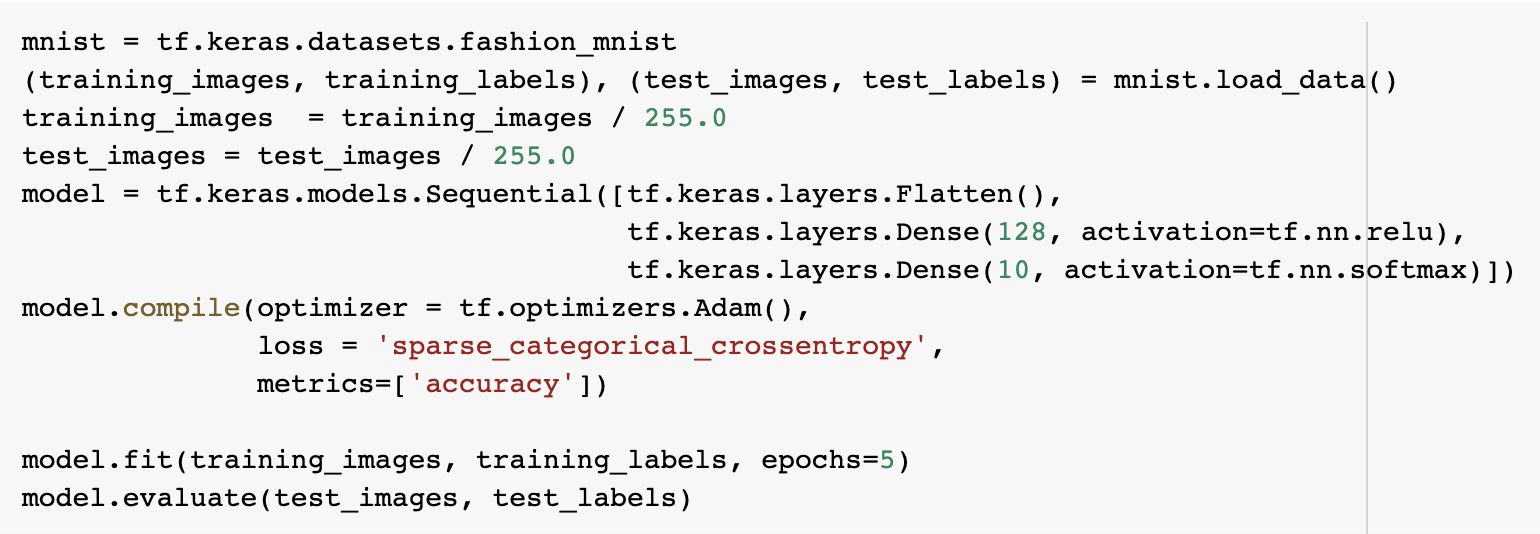 mnist = tf.keras.datasets.fashion_mnist
(training_images, training_labels), (test_images, test_labels) = mnist.load_data()
training_images  = training_images / 255.0
test_images = test_images / 255.0
model = tf.keras.models.Sequential([tf.keras.layers.Flatten(),
                                    tf.keras.layers.Dense(128, activation=tf.nn.relu),
                                    tf.keras.layers.Dense(10, activation=tf.nn.softmax)])
model.compile(optimizer = tf.optimizers.Adam(),
              loss = 'sparse_categorical_crossentropy',
              metrics=['accuracy'])

model.fit(training_images, training_labels, epochs=5)
model.evaluate(test_images, test_labels)